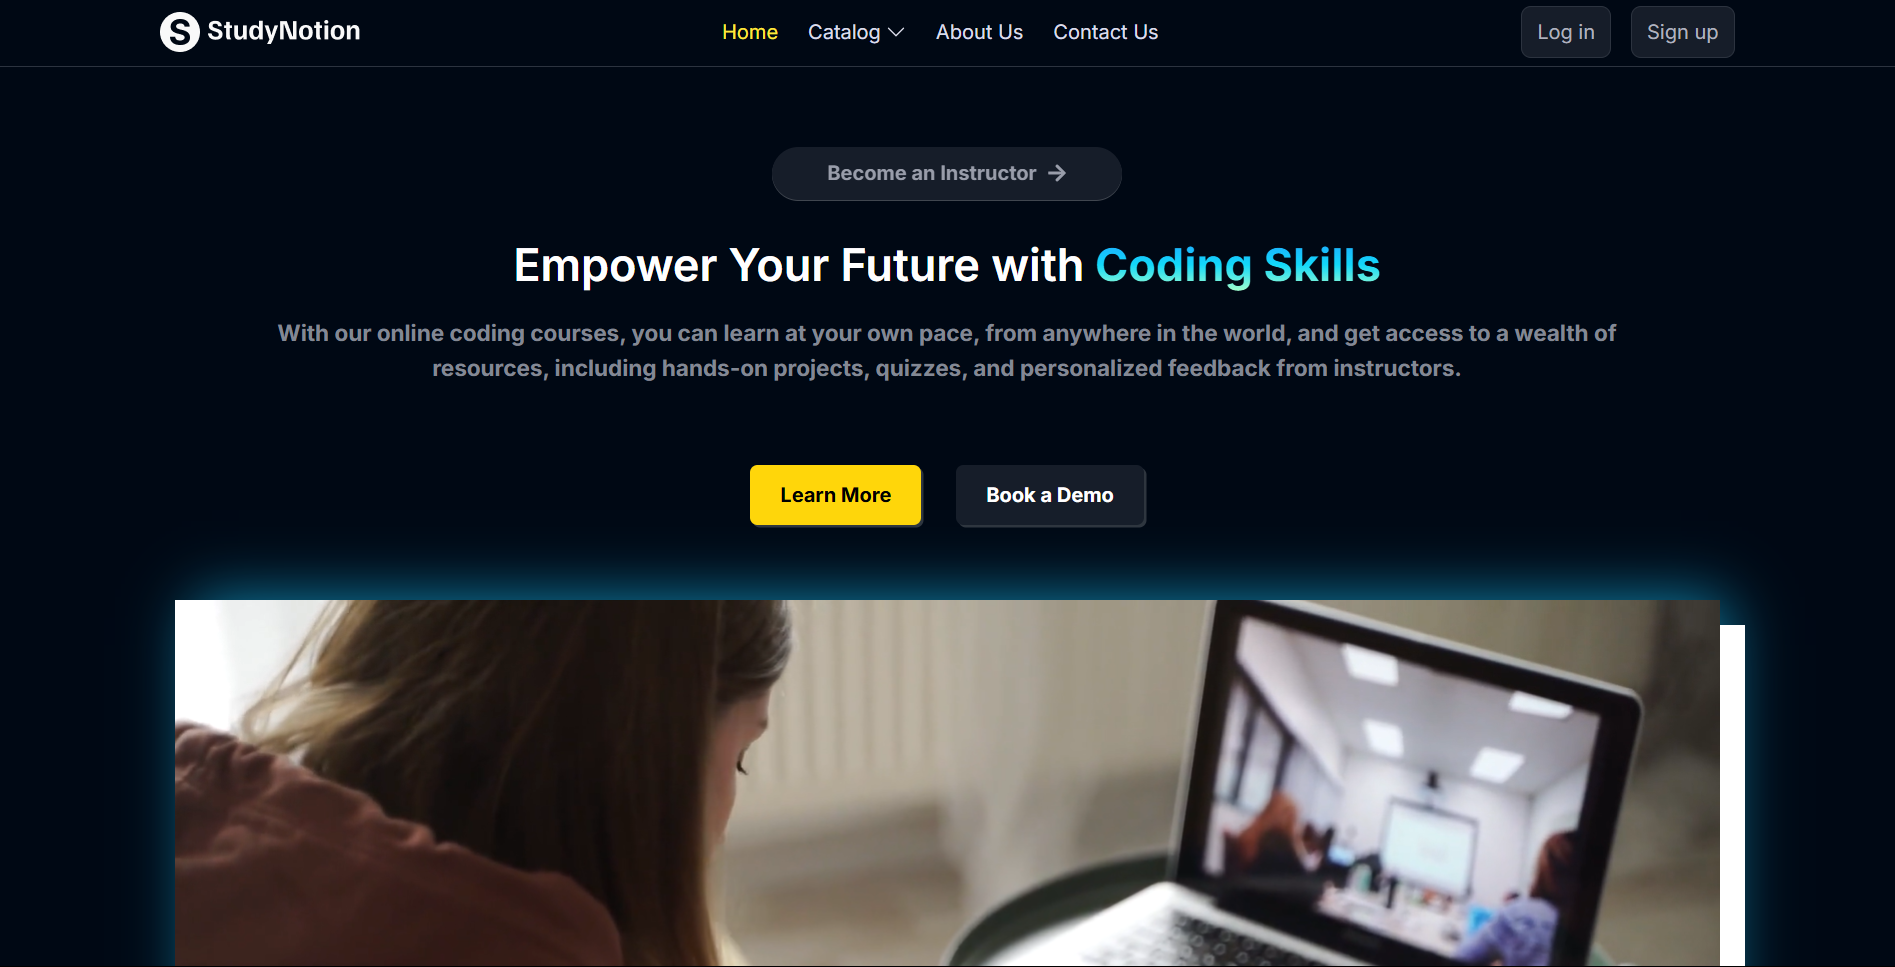 S StudyNotion
Home Catalog About Us Contact Us
Log in Sign up
Become an Instructor →
Empower Your Future with Coding Skills
With our online coding courses, you can learn at your own pace, from anywhere in the world, and get access to a wealth of
resources, including hands-on projects, quizzes, and personalized feedback from instructors.
Learn More Book a Demo